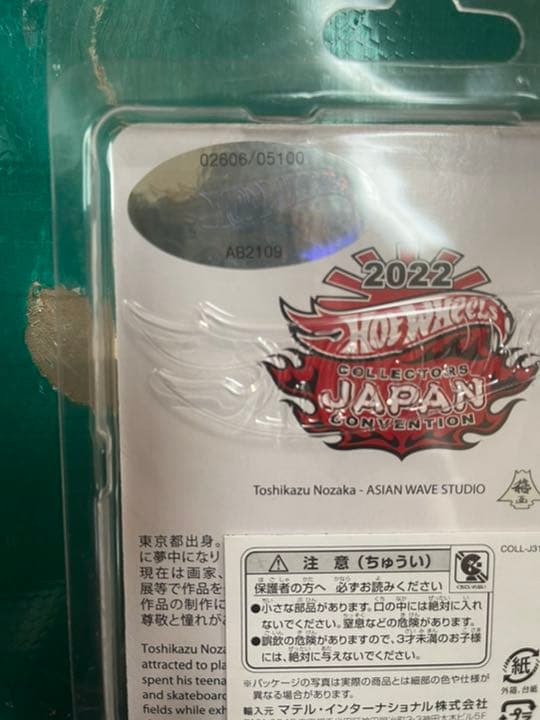 02606/05100
AB2109
2022
HOT WHEELS
COLLECTORS
JAPAN
CONVENTION
Toshikazu Nozaka - ASIAN WAVE STUDIO
東京都出身。
に夢中になり
現在は画家、
展等で作品を
作品の制作に
尊敬と憧れが
Toshikazu Noza
attracted to pla
spent his teena
and skateboard
fields while exh
COLL-J31
注 意 (ちゅうい)
保護者の方へ 必ずお読みください
●小さな部品があります。口の中には絶対に入れ
ないでください。窒息などの危険があります。
●誤飲の危険がありますので、3才未満のお子様
には、絶対に与えないでください。
※パッケージの写真は実際の商品とは細部の色や仕様が
異なる場合があります。
輸入元 マテル・インターナショナル株式会社
紙
外箱、台紙
プラ